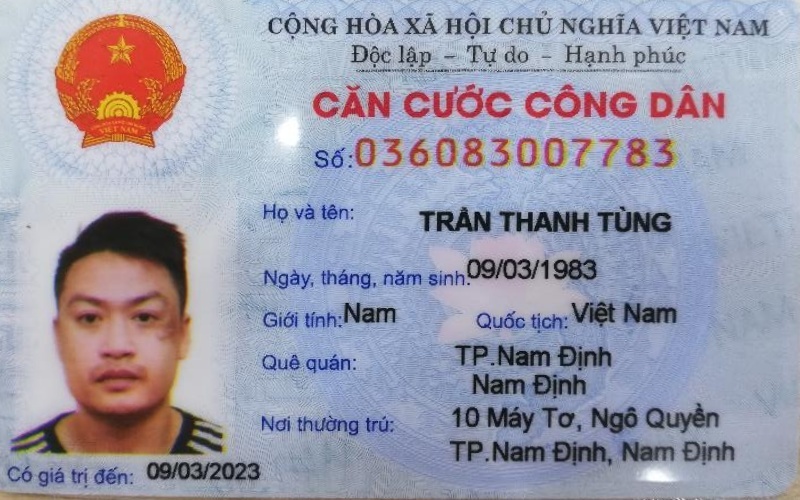 CỘNG HÒA XÃ HỘI CHỦ NGHĨA VIỆT NAM
Độc lập – Tự do – Hạnh phúc
CĂN CƯỚC CÔNG DÂN
Số: 036083007783
Họ và tên: TRẦN THANH TÙNG
Ngày, tháng, năm sinh: 09/03/1983
Giới tính: Nam Quốc tịch: Việt Nam
Quê quán: TP.Nam Định
Nam Định
Nơi thường trú: 10 Máy Tơ, Ngô Quyền
TP.Nam Định, Nam Định
Có giá trị đến: 09/03/2023
VIỆT NAM